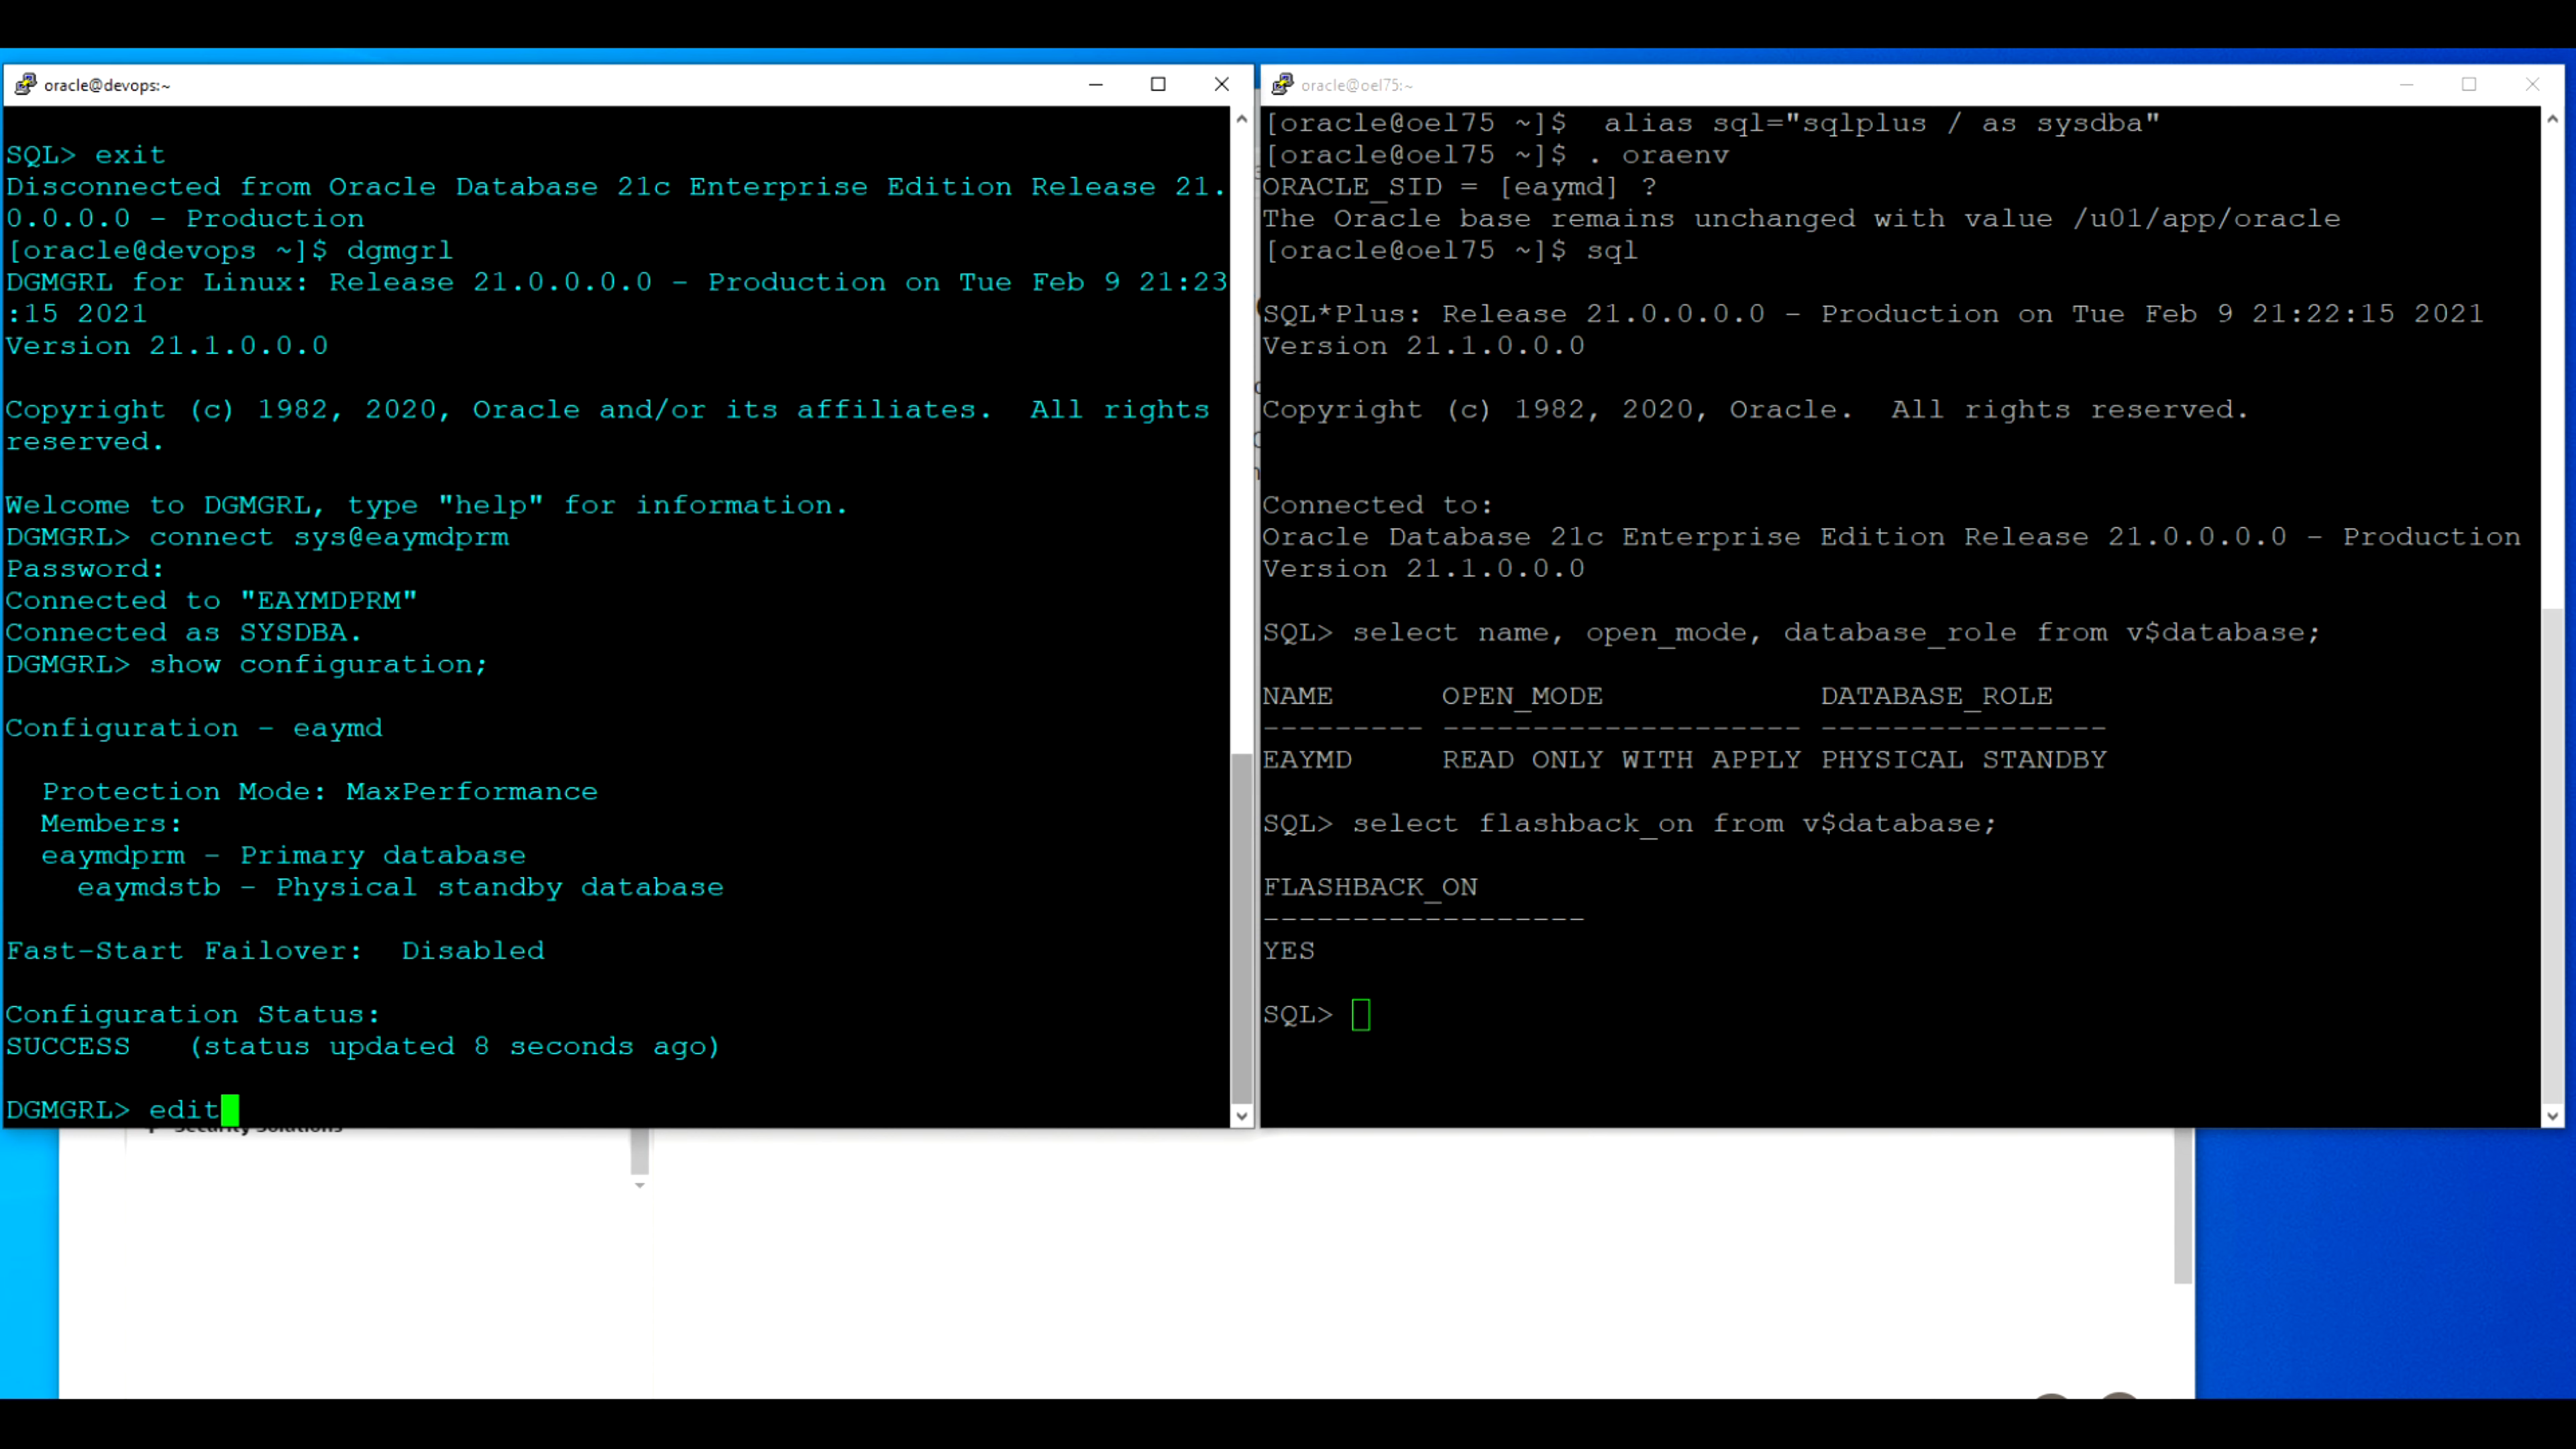 oracle@devops:~
SQL> exit
Disconnected from Oracle Database 21c Enterprise Edition Release 21.
0.0.0.0 - Production
[oracle@devops ~]$ dgmgrl
DGMGRL for Linux: Release 21.0.0.0.0 - Production on Tue Feb 9 21:23
:15 2021
Version 21.1.0.0.0
Copyright (c) 1982, 2020, Oracle and/or its affiliates.  All rights
reserved.
Welcome to DGMGRL, type "help" for information.
DGMGRL> connect sys@eaymdprm
Password:
Connected to "EAYMDPRM"
Connected as SYSDBA.
DGMGRL> show configuration;
Configuration - eaymd
Protection Mode: MaxPerformance
Members:
eaymdprm - Primary database
eaymdstb - Physical standby database
Fast-Start Failover:  Disabled
Configuration Status:
SUCCESS   (status updated 8 seconds ago)
DGMGRL> edit
oracle@oel75:~
[oracle@oel75 ~]$  alias sql="sqlplus / as sysdba"
[oracle@oel75 ~]$ . oraenv
ORACLE_SID = [eaymd] ?
The Oracle base remains unchanged with value /u01/app/oracle
[oracle@oel75 ~]$ sql
SQL*Plus: Release 21.0.0.0.0 - Production on Tue Feb 9 21:22:15 2021
Version 21.1.0.0.0
Copyright (c) 1982, 2020, Oracle.  All rights reserved.
Connected to:
Oracle Database 21c Enterprise Edition Release 21.0.0.0.0 - Production
Version 21.1.0.0.0
SQL> select name, open_mode, database_role from v$database;
NAME      OPEN_MODE            DATABASE_ROLE
--------- -------------------- ----------------
EAYMD     READ ONLY WITH APPLY PHYSICAL STANDBY
SQL> select flashback_on from v$database;
FLASHBACK_ON
------------------
YES
SQL>
Security Solutions